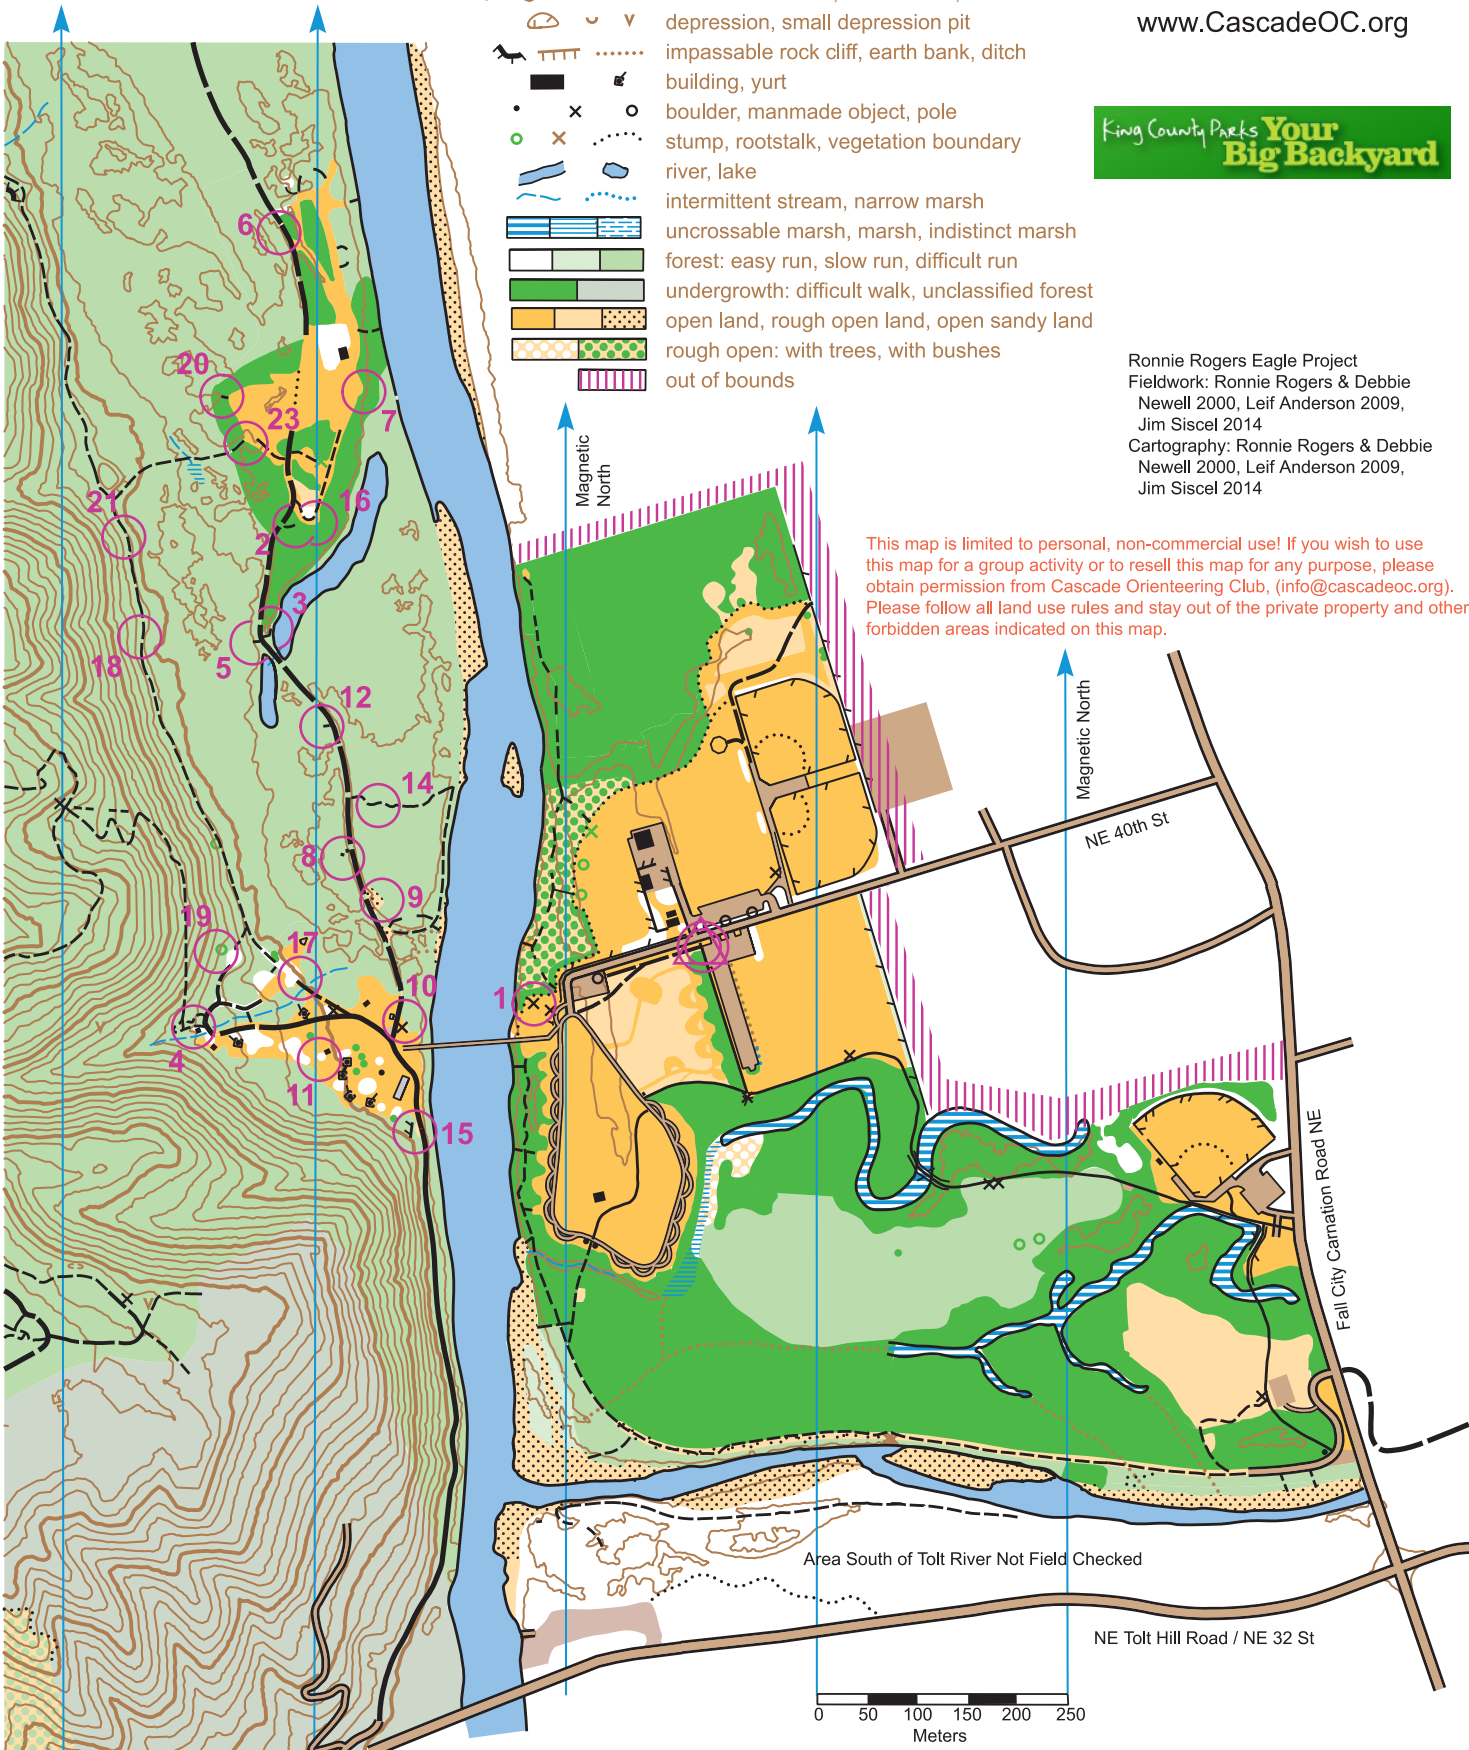 www.CascadeOC.org
depression, small depression pit
impassable rock cliff, earth bank, ditch
building, yurt
boulder, manmade object, pole
stump, rootstalk, vegetation boundary
river, lake
intermittent stream, narrow marsh
uncrossable marsh, marsh, indistinct marsh
forest: easy run, slow run, difficult run
undergrowth: difficult walk, unclassified forest
open land, rough open land, open sandy land
rough open: with trees, with bushes
out of bounds
King County Parks Your
Big Backyard
Ronnie Rogers Eagle Project
Fieldwork: Ronnie Rogers & Debbie
Newell 2000, Leif Anderson 2009,
Jim Siscel 2014
Cartography: Ronnie Rogers & Debbie
Newell 2000, Leif Anderson 2009,
Jim Siscel 2014
This map is limited to personal, non-commercial use! If you wish to use
this map for a group activity or to resell this map for any purpose, please
obtain permission from Cascade Orienteering Club, (info@cascadeoc.org).
Please follow all land use rules and stay out of the private property and other
forbidden areas indicated on this map.
Magnetic
North
Magnetic North
6
20
23
7
21
16
2
3
5
18
12
14
8
9
19
17
10
1
4
11
15
NE 40th St
Fall City Carnation Road NE
Area South of Tolt River Not Field Checked
NE Tolt Hill Road / NE 32 St
0 50 100 150 200 250
Meters